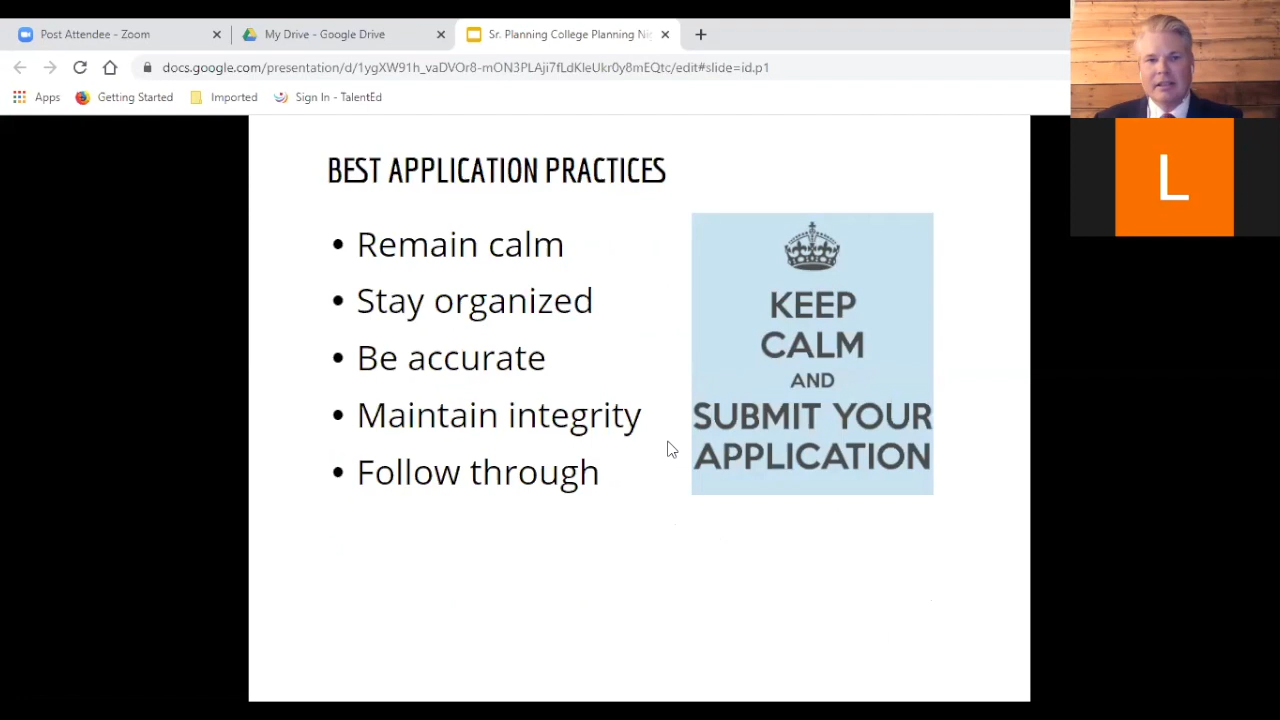 Post Attendee - Zoom
My Drive - Google Drive
Sr. Planning College Planning Ni
docs.google.com/presentation/d/1ygXW91h_vaDVOr8-mON3PLAji7fLdKleUkr0y8mEQtc/edit#slide=id.p1
Apps
Getting Started
Imported
Sign In - TalentEd
BEST APPLICATION PRACTICES
• Remain calm
• Stay organized
• Be accurate
• Maintain integrity
• Follow through
KEEP
CALM
AND
SUBMIT YOUR
APPLICATION
L